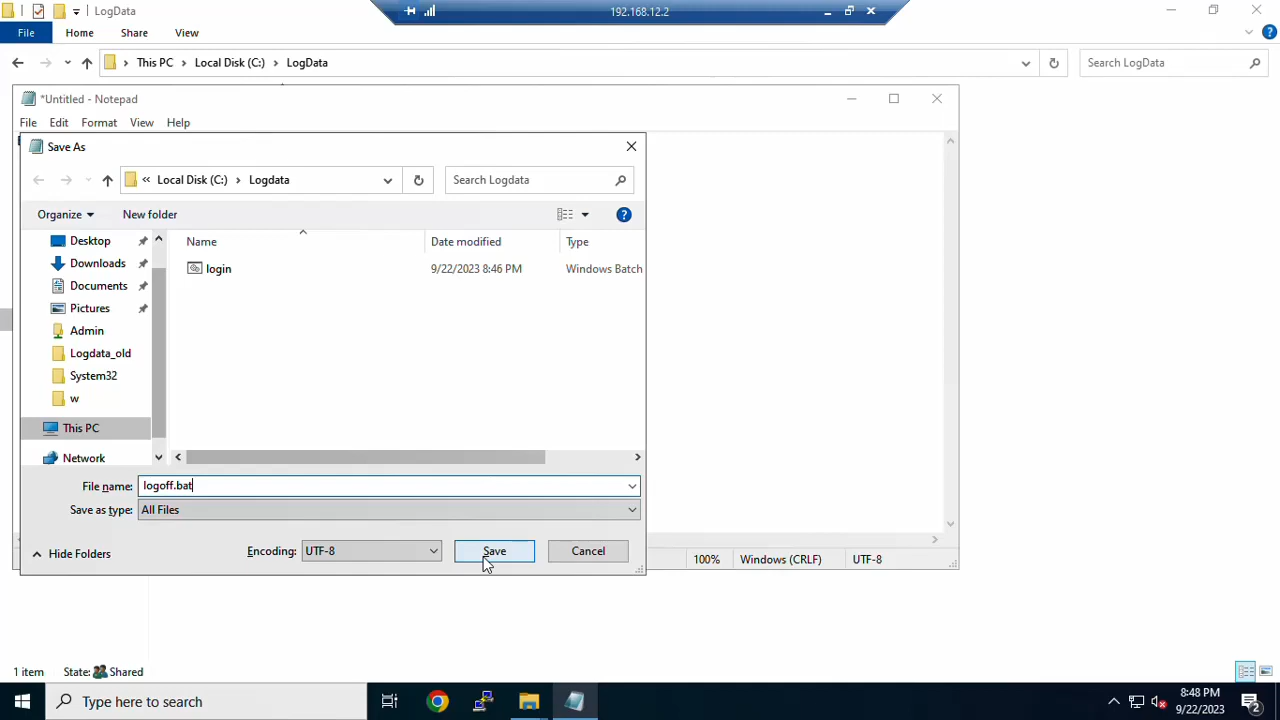 LogData
192.168.12.2
File Home Share View
This PC Local Disk (C:) LogData
Search LogData
*Untitled - Notepad
File Edit Format View Help
Save As
« Local Disk (C:) Logdata
Search Logdata
Organize New folder
Name Date modified Type
Desktop
Downloads
Documents
Pictures
Admin
Logdata_old
System32
w
This PC
Network
login 9/22/2023 8:46 PM Windows Batch
File name: logoff.bat
Save as type: All Files
Hide Folders Encoding: UTF-8 Save Cancel
100% Windows (CRLF) UTF-8
1 item State: Shared
Type here to search
8:48 PM
9/22/2023
2